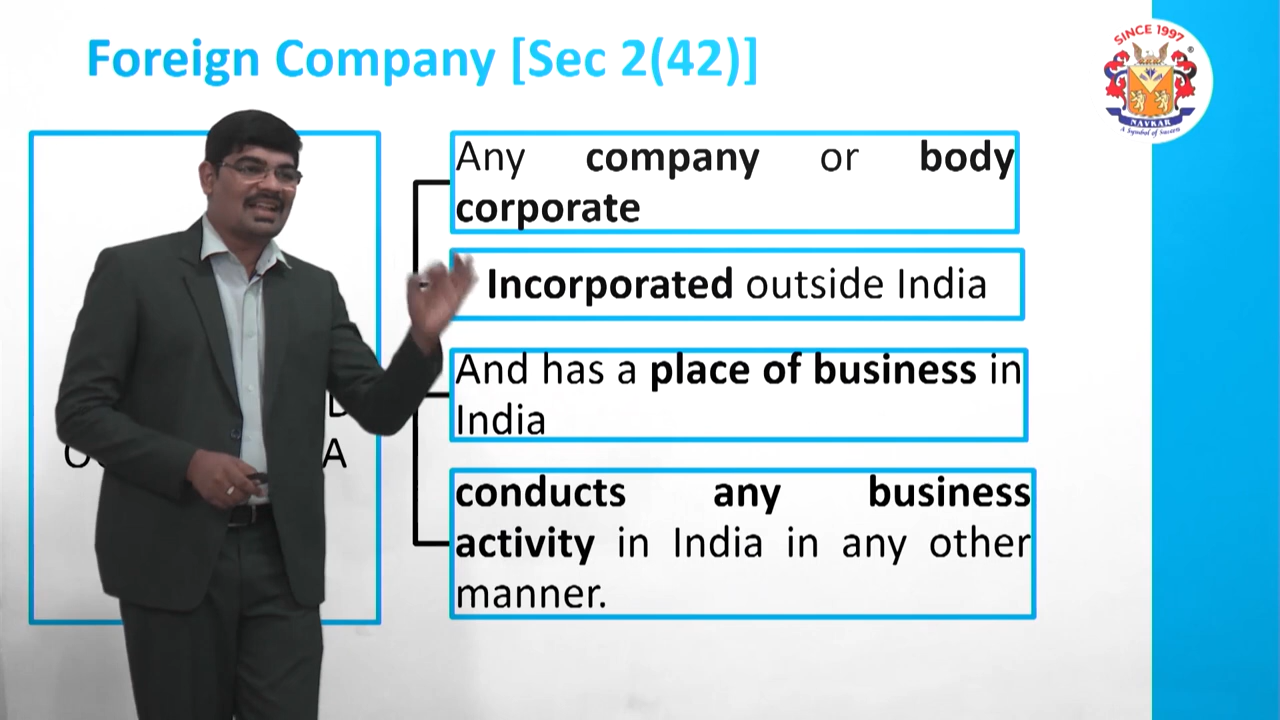 Foreign Company [Sec 2(42)]
SINCE 1997
®
NAVKAR
A Symbol of Success
Any company or body
corporate
Incorporated outside India
And has a place of business in
India
conducts any business
activity in India in any other
manner.